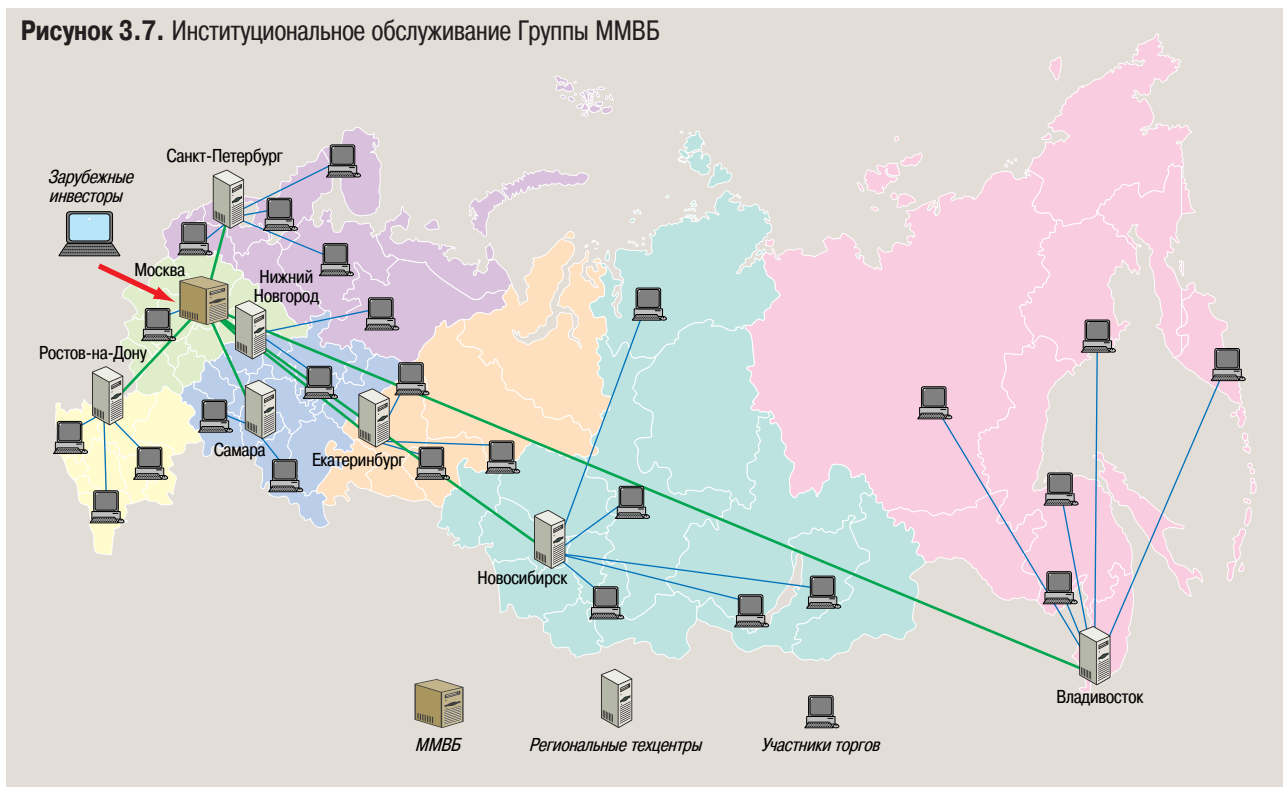 Рисунок 3.7. Институциональное обслуживание Группы ММВБ
Санкт-Петербург
Зарубежные
инвесторы
Москва
Нижний
Новгород
Ростов-на-Дону
Самара
Екатеринбург
Новосибирск
Владивосток
ММВБ
Региональные техцентры
Участники торгов